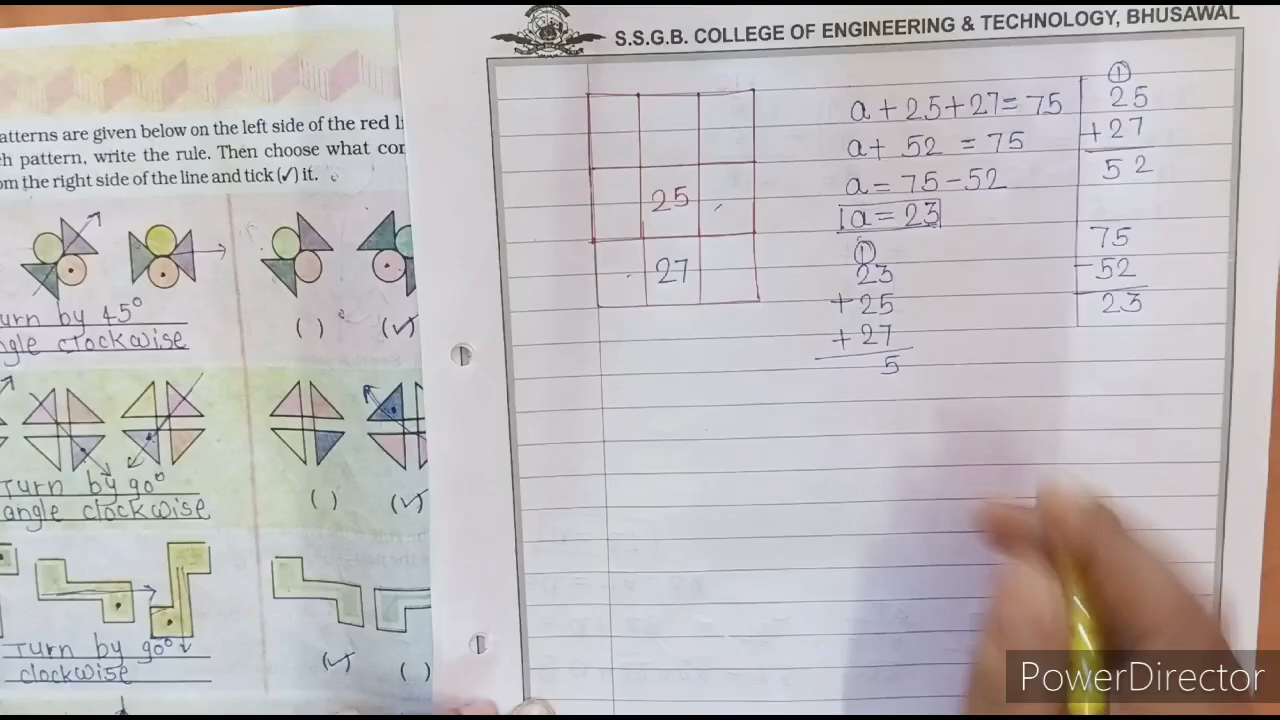 S.S.G.B. COLLEGE OF ENGINEERING & TECHNOLOGY, BHUSAWAL
atterns are given below on the left side of the red li
h pattern, write the rule. Then choose what cor
om the right side of the line and tick (✓) it.
urn by 45°
ngle clockwise
( ) (✓)
Turn by 90°
angle clockwise
( ) (✓)
Turn by 90°
clockwise
(✓) ( )
25
27
a + 25 + 27 = 75
a + 52 = 75
a = 75 - 52
a = 23
1
23
+ 25
+ 27
5
1
25
+ 27
52
75
- 52
23
PowerDirector